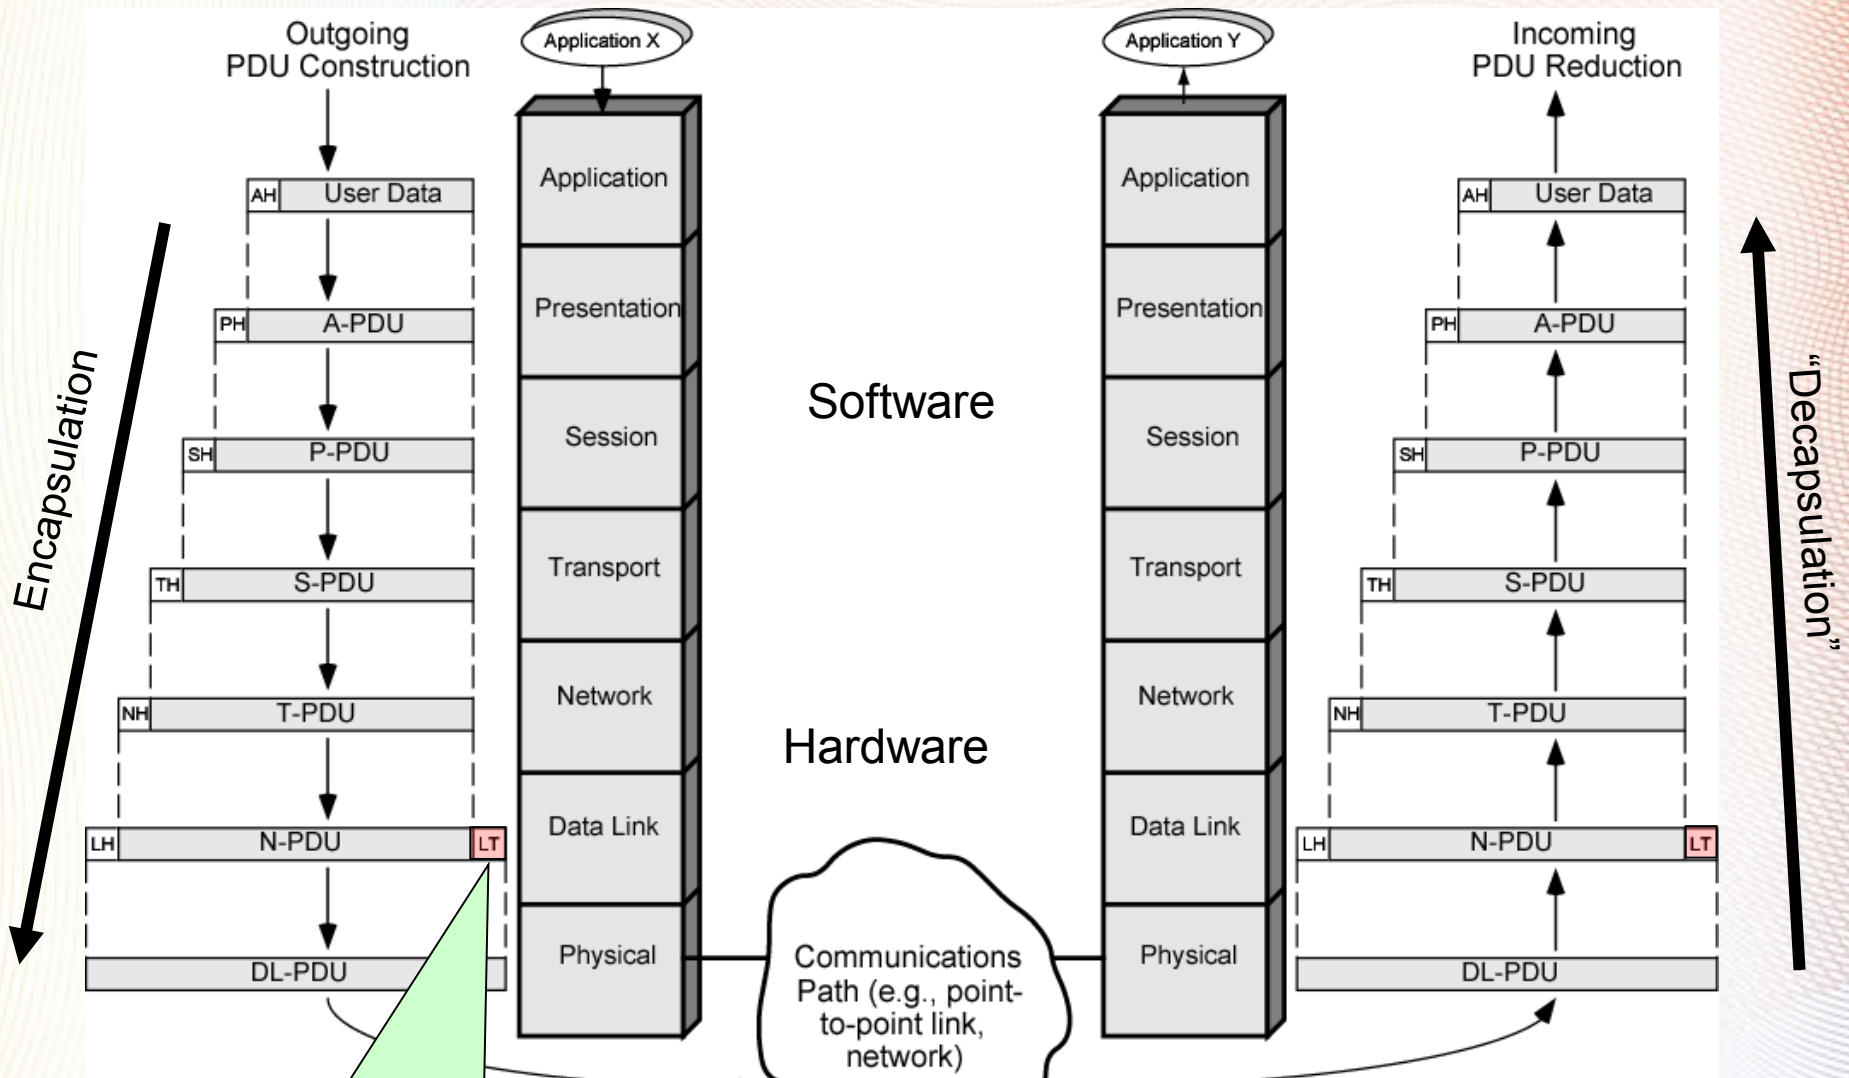 Outgoing
PDU Construction
Application X
Application Y
Incoming
PDU Reduction
AH User Data
Application
Application
AH User Data
PH A-PDU
Presentation
Presentation
PH A-PDU
Encapsulation
Software
“Decapsulation”
SH P-PDU
Session
Session
SH P-PDU
TH S-PDU
Transport
Transport
TH S-PDU
NH T-PDU
Network
Network
NH T-PDU
Hardware
LH N-PDU LT
Data Link
Data Link
LH N-PDU LT
DL-PDU
Physical
Communications
Path (e.g., point-
to-point link,
network)
Physical
DL-PDU